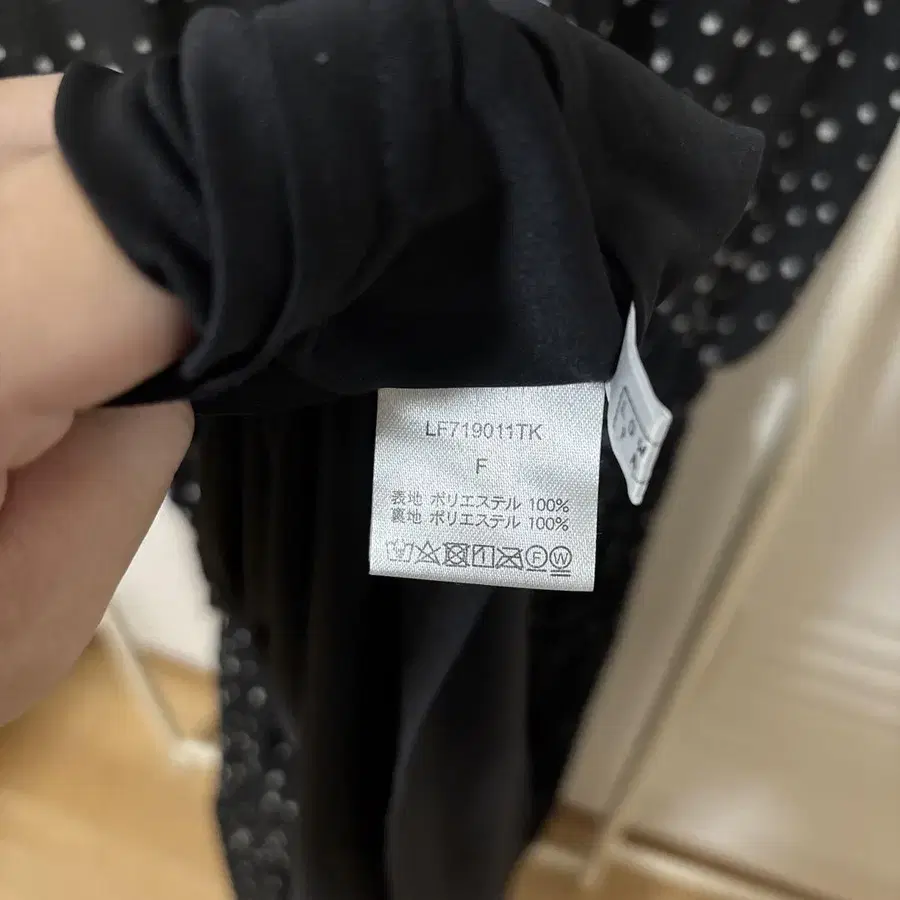 LF719011TK
F
表地 ポリエステル 100%
裏地 ポリエステル 100%
F W